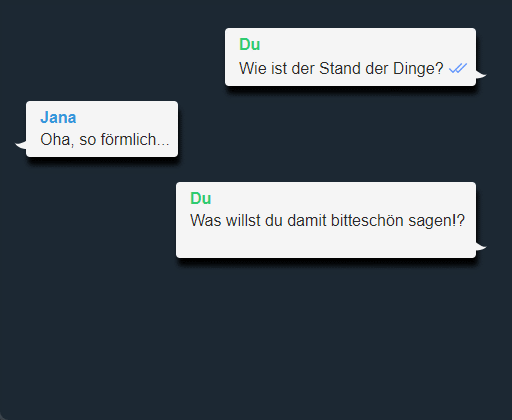 Du
Wie ist der Stand der Dinge?
Jana
Oha, so förmlich...
Du
Was willst du damit bitteschön sagen!?